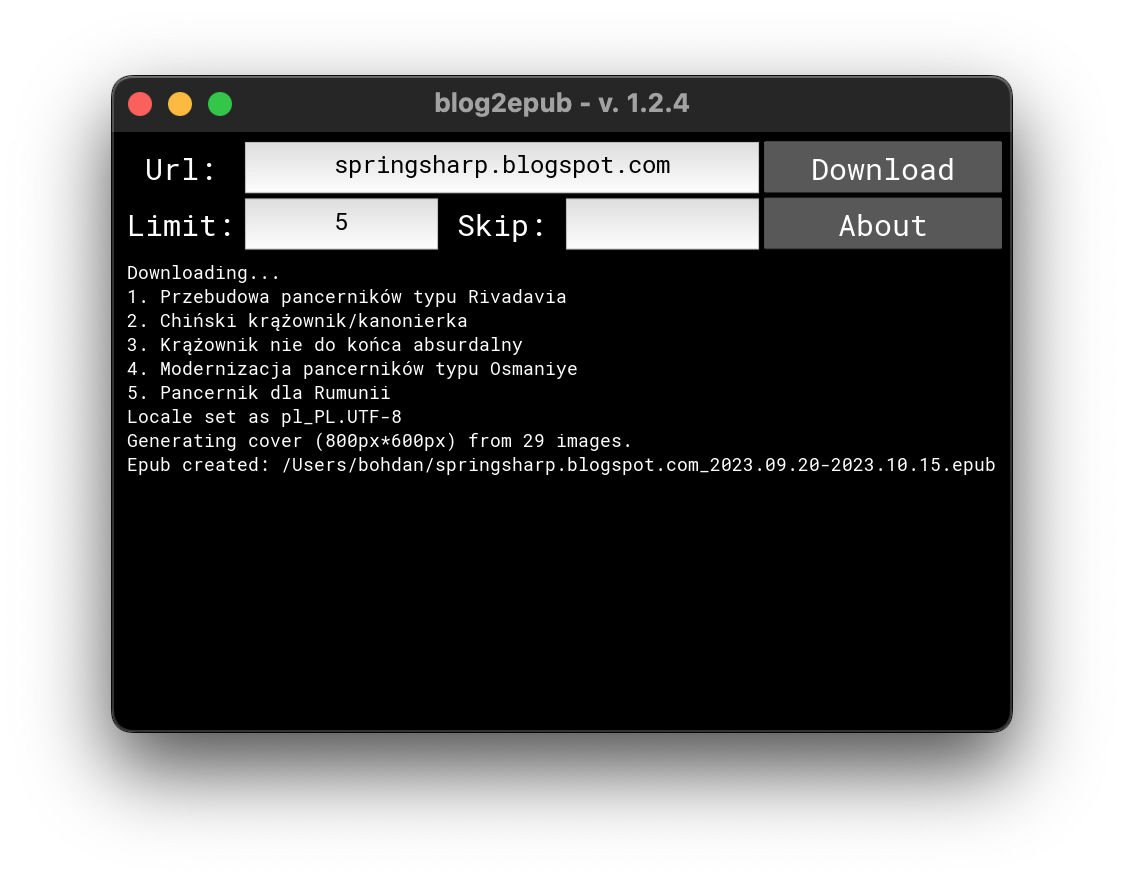 blog2epub - v. 1.2.4
Url: springsharp.blogspot.com Download
Limit: 5 Skip: About
Downloading...
1. Przebudowa pancerników typu Rivadavia
2. Chiński krążownik/kanonierka
3. Krążownik nie do końca absurdalny
4. Modernizacja pancerników typu Osmaniye
5. Pancernik dla Rumunii
Locale set as pl_PL.UTF-8
Generating cover (800px*600px) from 29 images.
Epub created: /Users/bohdan/springsharp.blogspot.com_2023.09.20-2023.10.15.epub